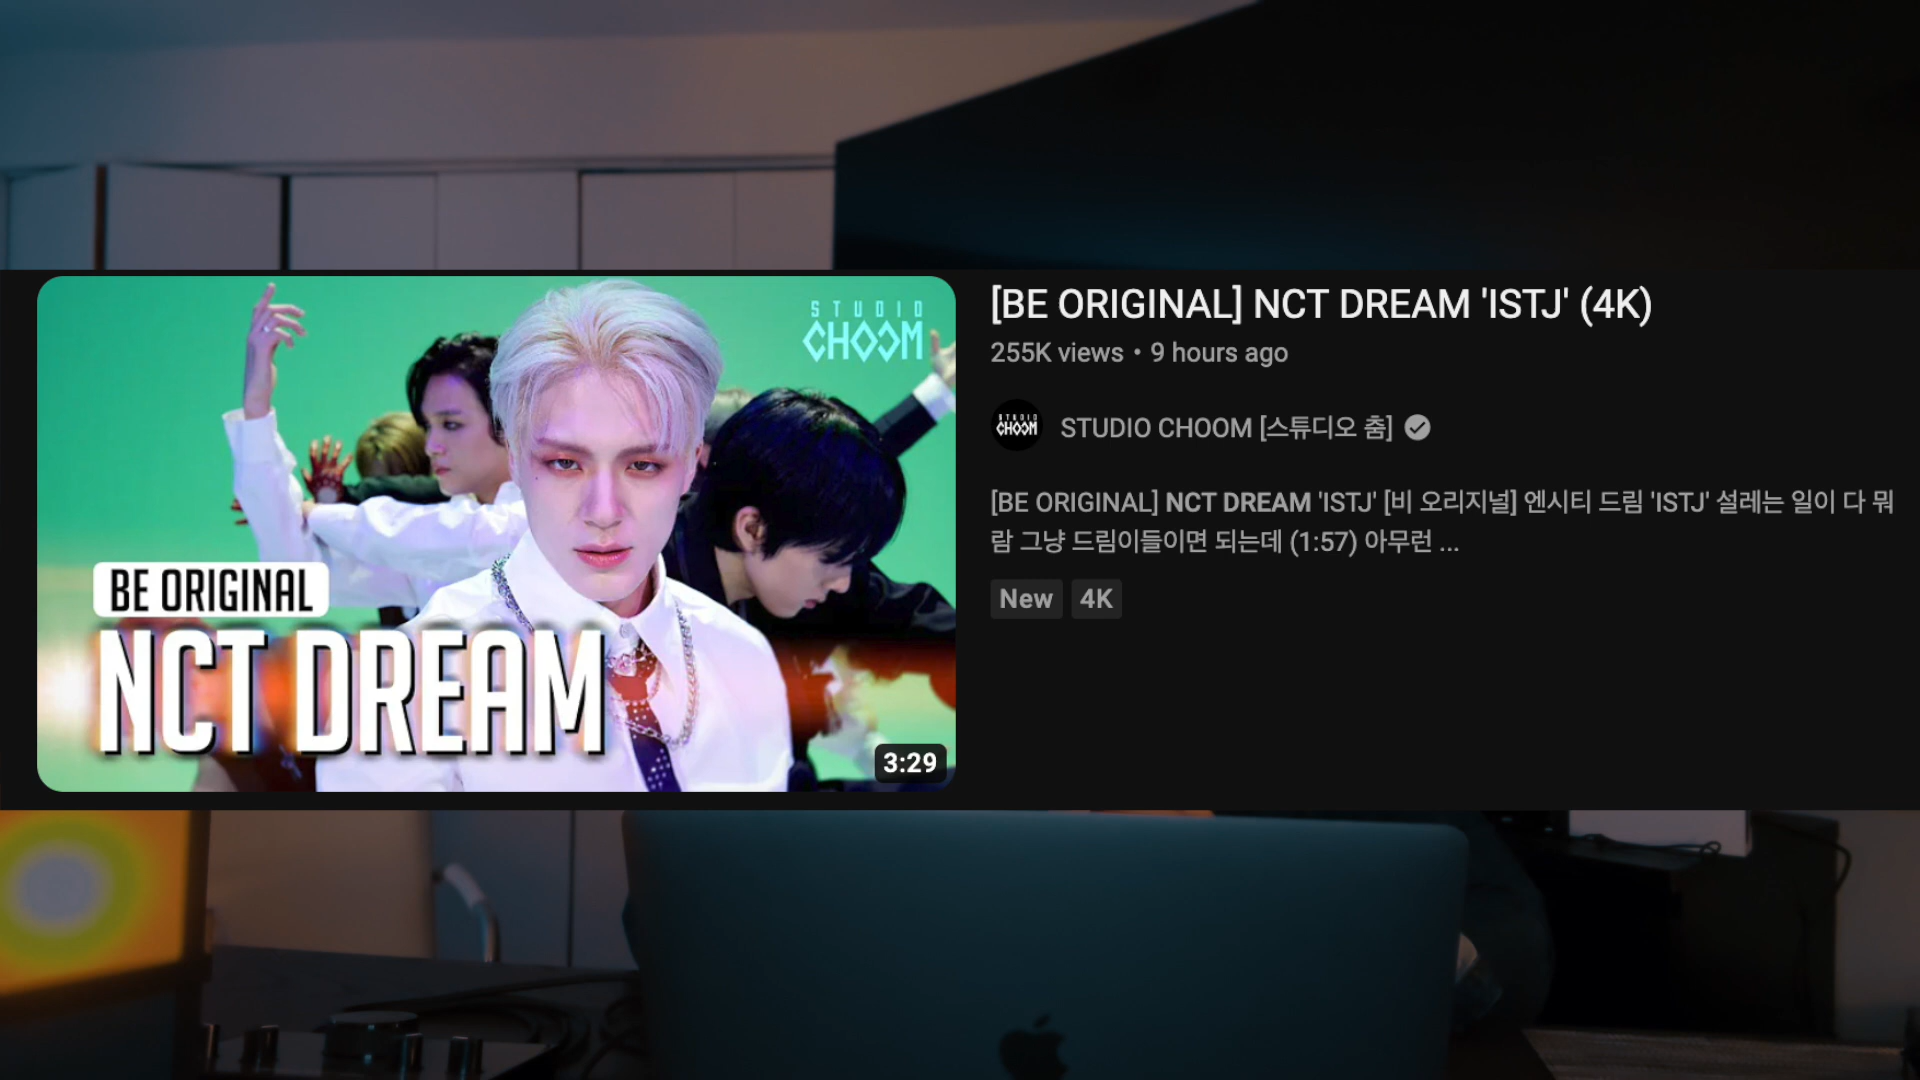 STUDIO
CHOOM
BE ORIGINAL
NCT DREAM
3:29
[BE ORIGINAL] NCT DREAM 'ISTJ' (4K)
255K views • 9 hours ago
STUDIO
CHOOM
STUDIO CHOOM [스튜디오 춤]
[BE ORIGINAL] NCT DREAM 'ISTJ' [비 오리지널] 엔시티 드림 'ISTJ' 설레는 일이 다 뭐
람 그냥 드림이들이면 되는데 (1:57) 아무런 ...
New 4K